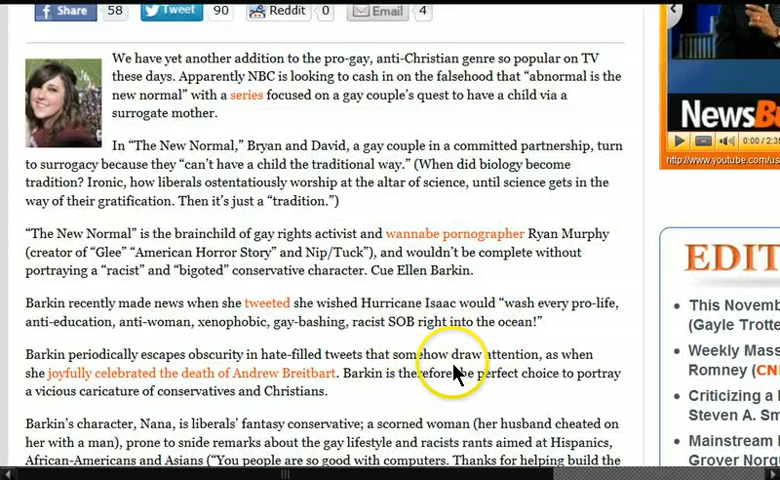 Share 58 Tweet 90 Reddit 0 Email 4
We have yet another addition to the pro-gay, anti-Christian genre so popular on TV
these days. Apparently NBC is looking to cash in on the falsehood that “abnormal is the
new normal” with a series focused on a gay couple's quest to have a child via a
surrogate mother.
In “The New Normal,” Bryan and David, a gay couple in a committed partnership, turn
to surrogacy because they “can't have a child the traditional way.” (When did biology become
tradition? Ironic, how liberals ostentatiously worship at the altar of science, until science gets in the
way of their gratification. Then it's just a “tradition.”)
“The New Normal” is the brainchild of gay rights activist and wannabe pornographer Ryan Murphy
(creator of “Glee” “American Horror Story” and Nip/Tuck”), and wouldn't be complete without
portraying a “racist” and “bigoted” conservative character. Cue Ellen Barkin.
Barkin recently made news when she tweeted she wished Hurricane Isaac would “wash every pro-life,
anti-education, anti-woman, xenophobic, gay-bashing, racist SOB right into the ocean!”
Barkin periodically escapes obscurity in hate-filled tweets that somehow draw attention, as when
she joyfully celebrated the death of Andrew Breitbart. Barkin is therefore the perfect choice to portray
a vicious caricature of conservatives and Christians.
Barkin's character, Nana, is liberals' fantasy conservative; a scorned woman (her husband cheated on
her with a man), prone to snide remarks about the gay lifestyle and racists rants aimed at Hispanics,
African-Americans and Asians (“You people are so good with computers. Thanks for helping build the
NewsBu
0:00 / 2:3
http://www.youtube.com/us
EDIT
This Novemb
(Gayle Trotte
Weekly Mass
Romney (CN
Criticizing a
Steven A. Sm
Mainstream
Grover Norq